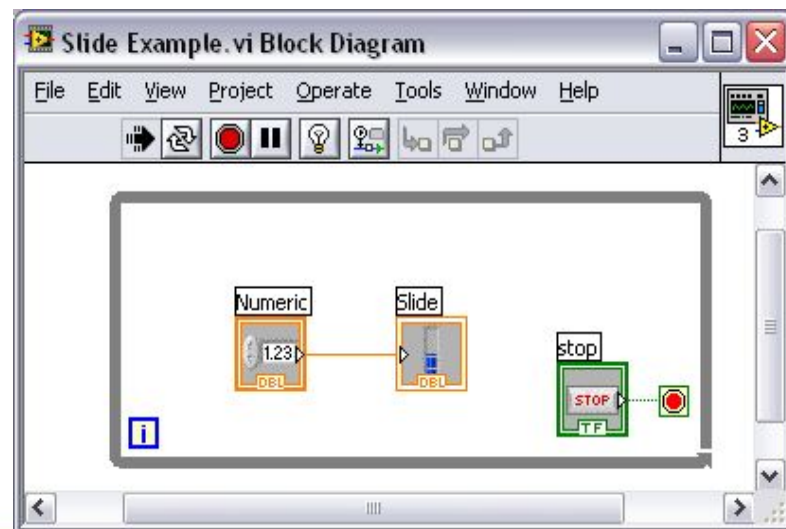 Slide Example.vi Block Diagram
File Edit View Project Operate Tools Window Help
3
Numeric
Slide
1.23
DBL
DBL
stop
STOP
TF
i